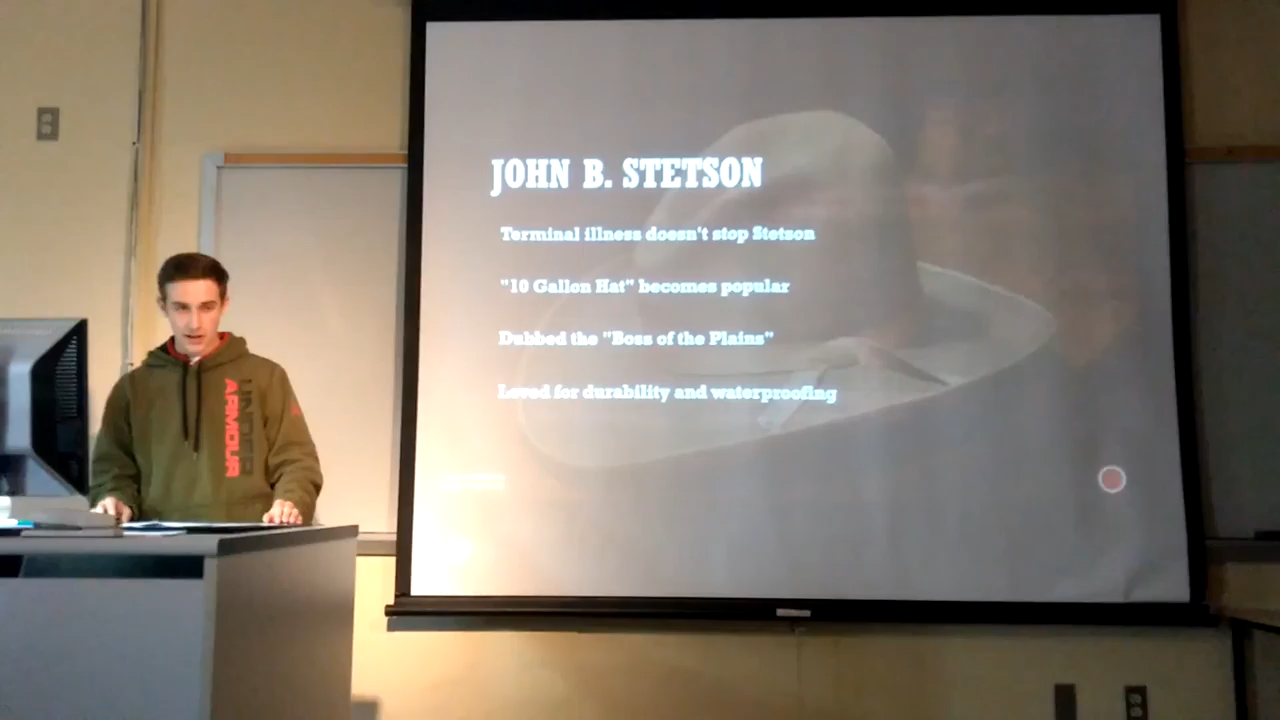 JOHN B. STETSON
Terminal illness doesn't stop Stetson
"10 Gallon Hat" becomes popular
Dubbed the "Boss of the Plains"
Loved for durability and waterproofing
UNDER
ARMOUR